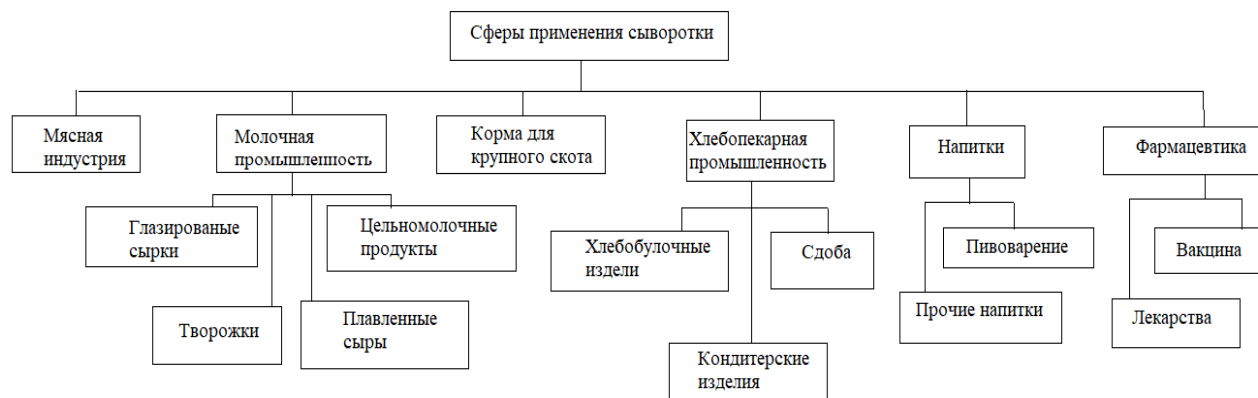 Сферы применения сыворотки
Мясная
индустрия
Молочная
промышленность
Корма для
крупного скота
Хлебопекарная
промышленность
Напитки
Фармацевтика
Глазированые
сырки
Цельномолочные
продукты
Хлебобулочные
издели
Сдоба
Пивоварение
Вакцина
Творожки
Плавленные
сыры
Прочие напитки
Лекарства
Кондитерские
изделия